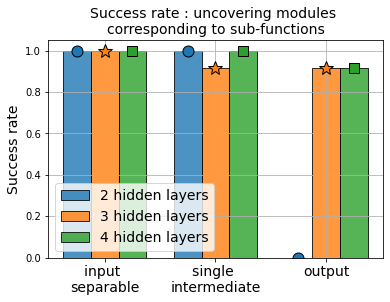 Success rate : uncovering modules
corresponding to sub-functions
Success rate
1.0
0.8
0.6
0.4
0.2
0.0
2 hidden layers
3 hidden layers
4 hidden layers
input
separable
single
intermediate
output